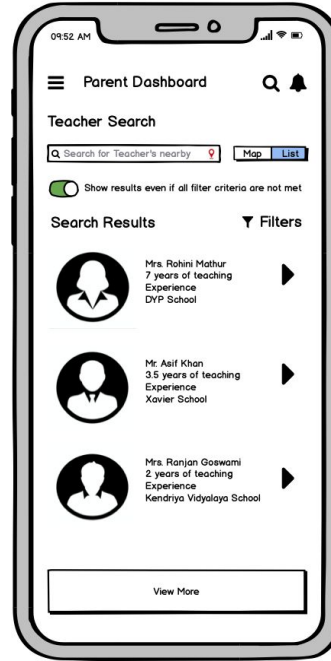 09:52 AM
Parent Dashboard
Teacher Search
Search for Teacher's nearby
Map List
Show results even if all filter criteria are not met
Search Results
Filters
Mrs. Rohini Mathur
7 years of teaching
Experience
DYP School
Mr. Asif Khan
3.5 years of teaching
Experience
Xavier School
Mrs. Ranjan Goswami
2 years of teaching
Experience
Kendriya Vidyalaya School
View More